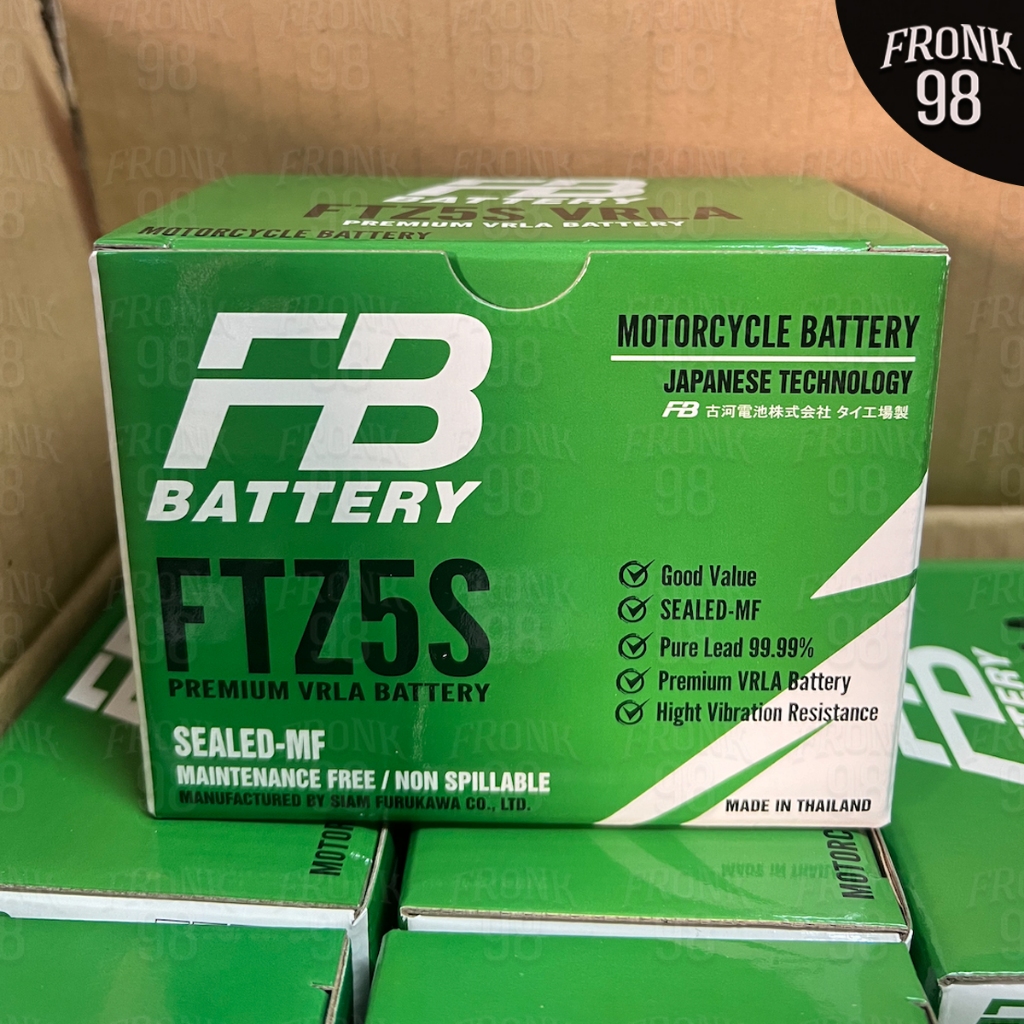 FRONK
98
FB
BATTERY
FTZ5S VRLA
PREMIUM VRLA BATTERY
MOTORCYCLE BATTERY
FB
BATTERY
FTZ5S
PREMIUM VRLA BATTERY
SEALED-MF
MAINTENANCE FREE / NON SPILLABLE
MANUFACTURED BY SIAM FURUKAWA CO., LTD.
MOTORCYCLE BATTERY
JAPANESE TECHNOLOGY
FB 古河電池株式会社 タイ工場製
Good Value
SEALED-MF
Pure Lead 99.99%
Premium VRLA Battery
Hight Vibration Resistance
MADE IN THAILAND